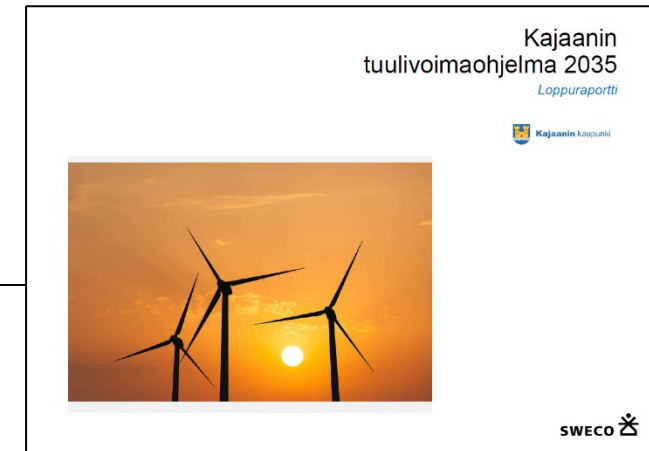 Kajaanin
tuulivoimaohjelma 2035
Loppuraportti
Kajaanin kaupunki
SWECO